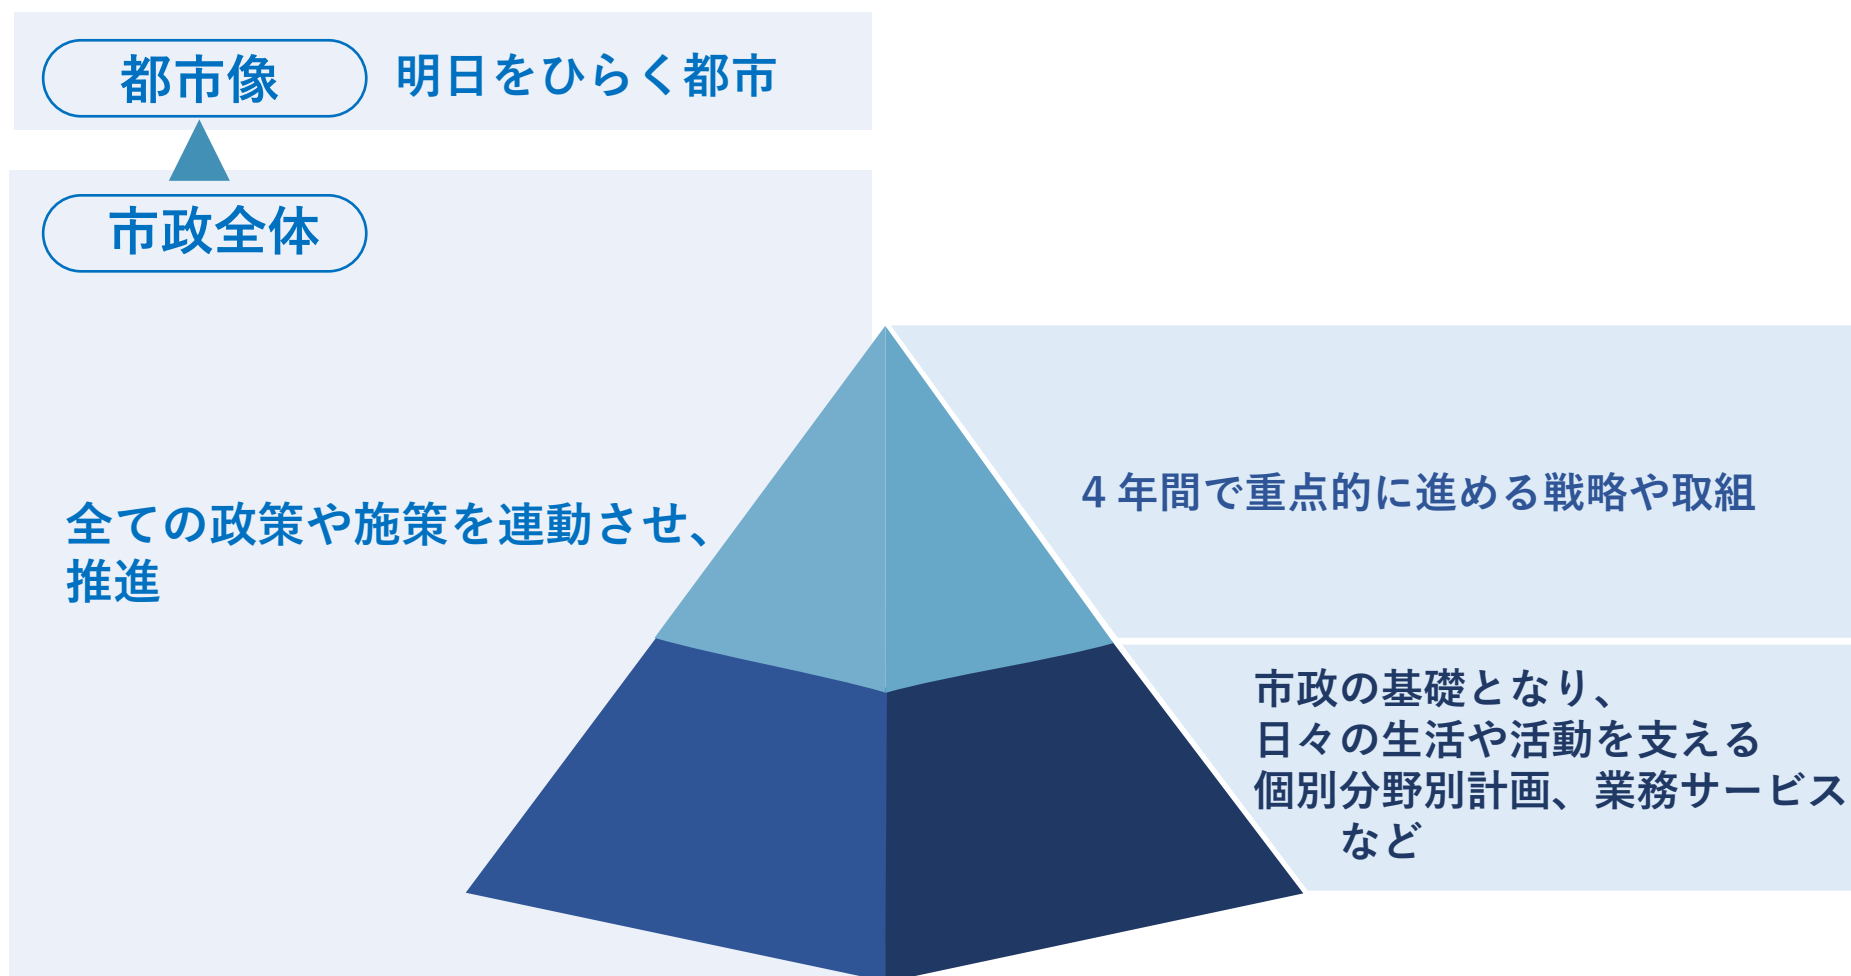 都市像
明日をひらく都市
市政全体
全ての政策や施策を連動させ、
推進
４年間で重点的に進める戦略や取組
市政の基礎となり、
日々の生活や活動を支える
個別分野別計画、業務サービス
など